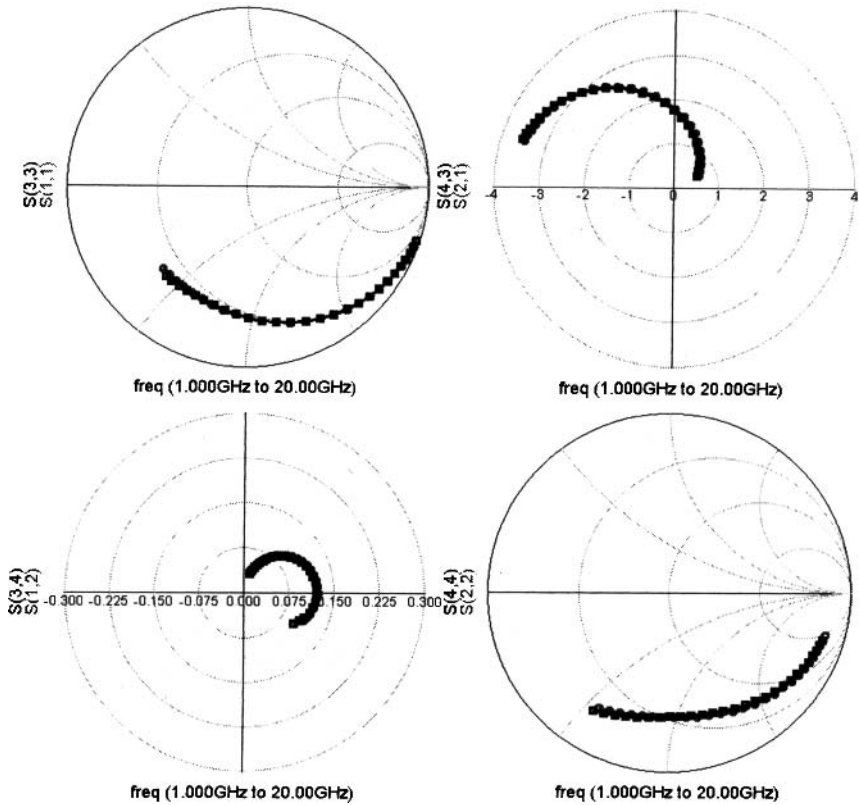 S(3,3)
S(1,1)
freq (1.000GHz to 20.00GHz)
S(4,3)
S(2,1)
-4 -3 -2 -1 0 1 2 3 4
freq (1.000GHz to 20.00GHz)
S(3,4)
S(1,2)
-0.300 -0.225 -0.150 -0.075 0.000 0.075 0.150 0.225 0.300
freq (1.000GHz to 20.00GHz)
S(4,4)
S(2,2)
freq (1.000GHz to 20.00GHz)